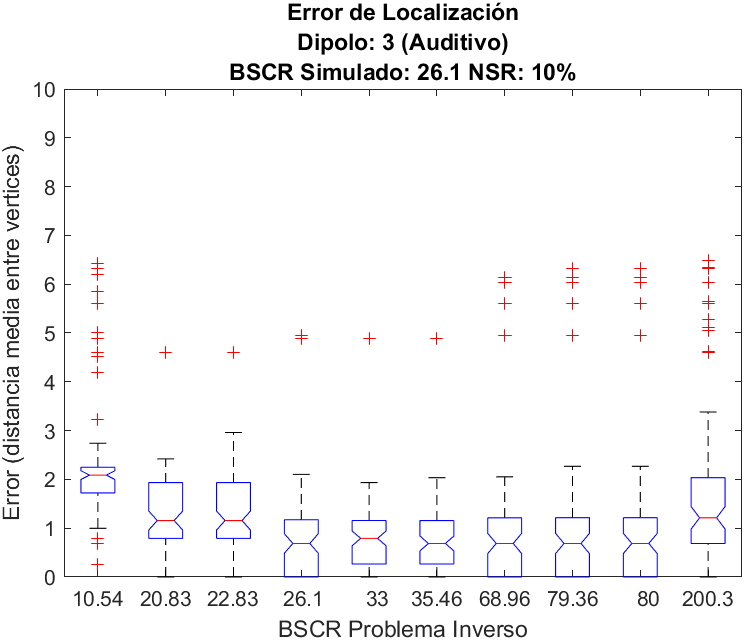 Error de Localización
Dipolo: 3 (Auditivo)
BSCR Simulado: 26.1 NSR: 10%
Error (distancia media entre vertices)
10
9
8
7
6
5
4
3
2
1
0
10.54 20.83 22.83 26.1 33 35.46 68.96 79.36 80 200.3
BSCR Problema Inverso